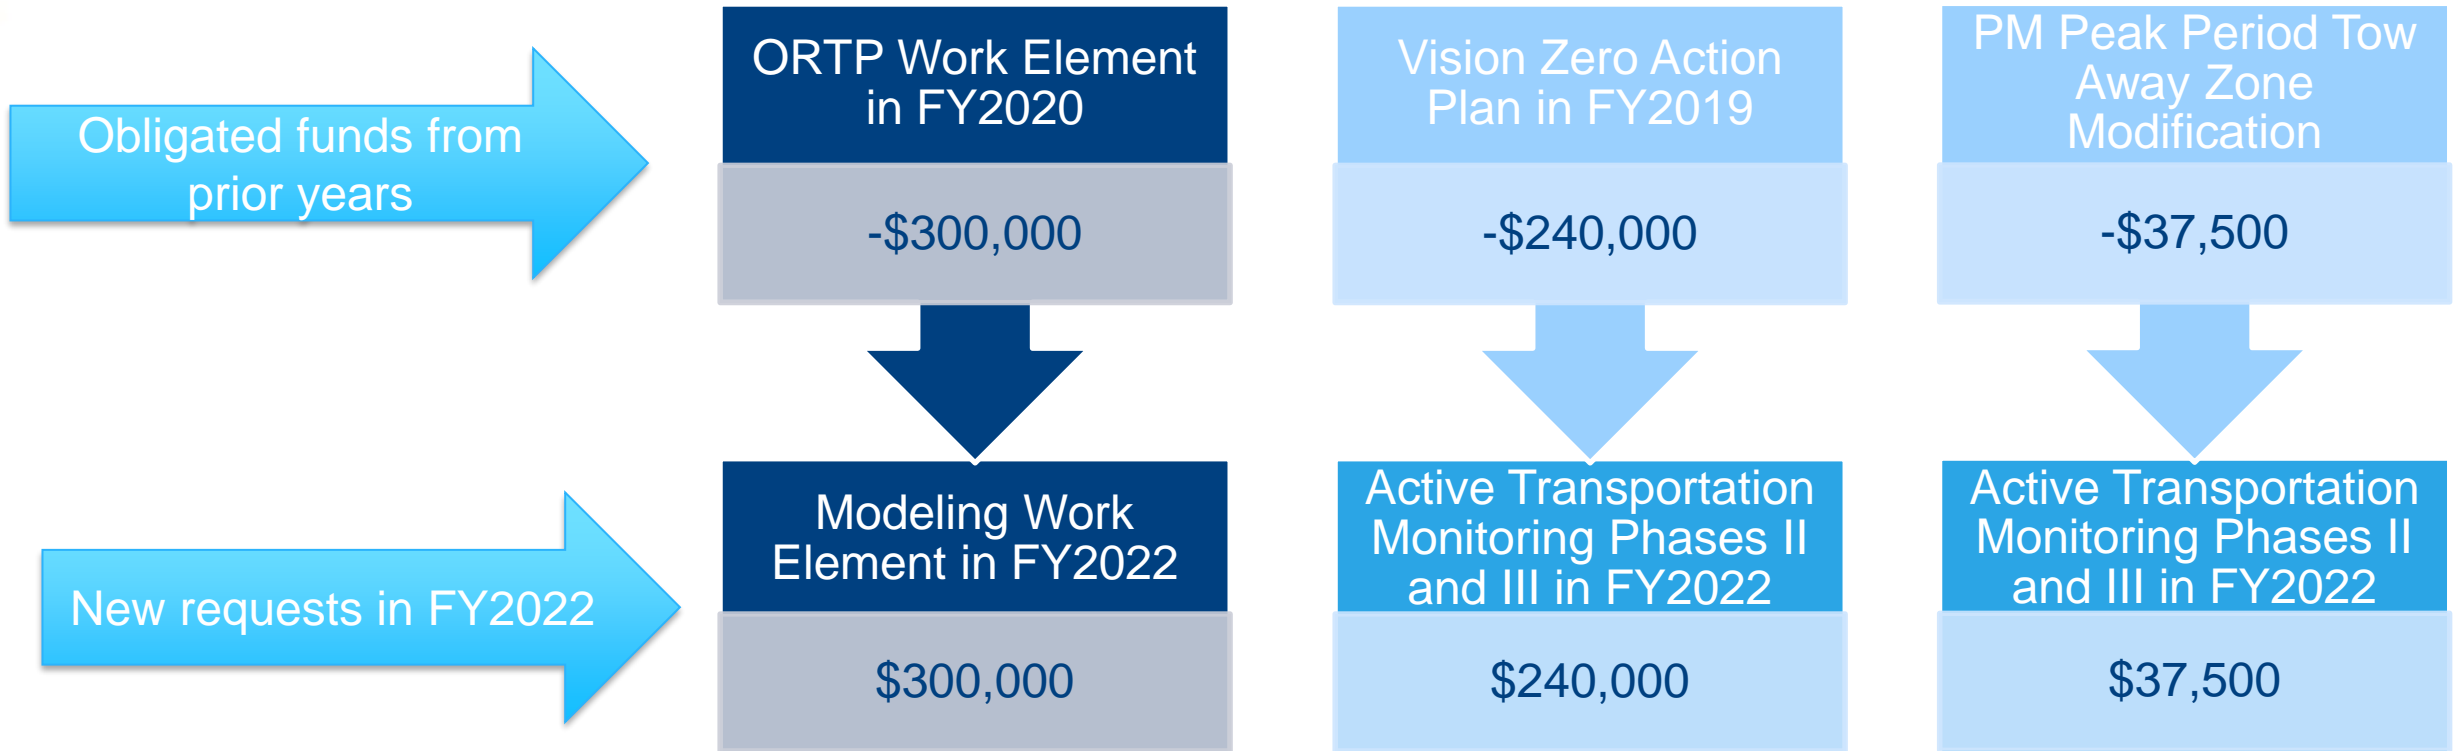 Obligated funds from
prior years
ORTP Work Element
in FY2020
-$300,000
Vision Zero Action
Plan in FY2019
-$240,000
PM Peak Period Tow
Away Zone
Modification
-$37,500
New requests in FY2022
Modeling Work
Element in FY2022
$300,000
Active Transportation
Monitoring Phases II
and III in FY2022
$240,000
Active Transportation
Monitoring Phases II
and III in FY2022
$37,500